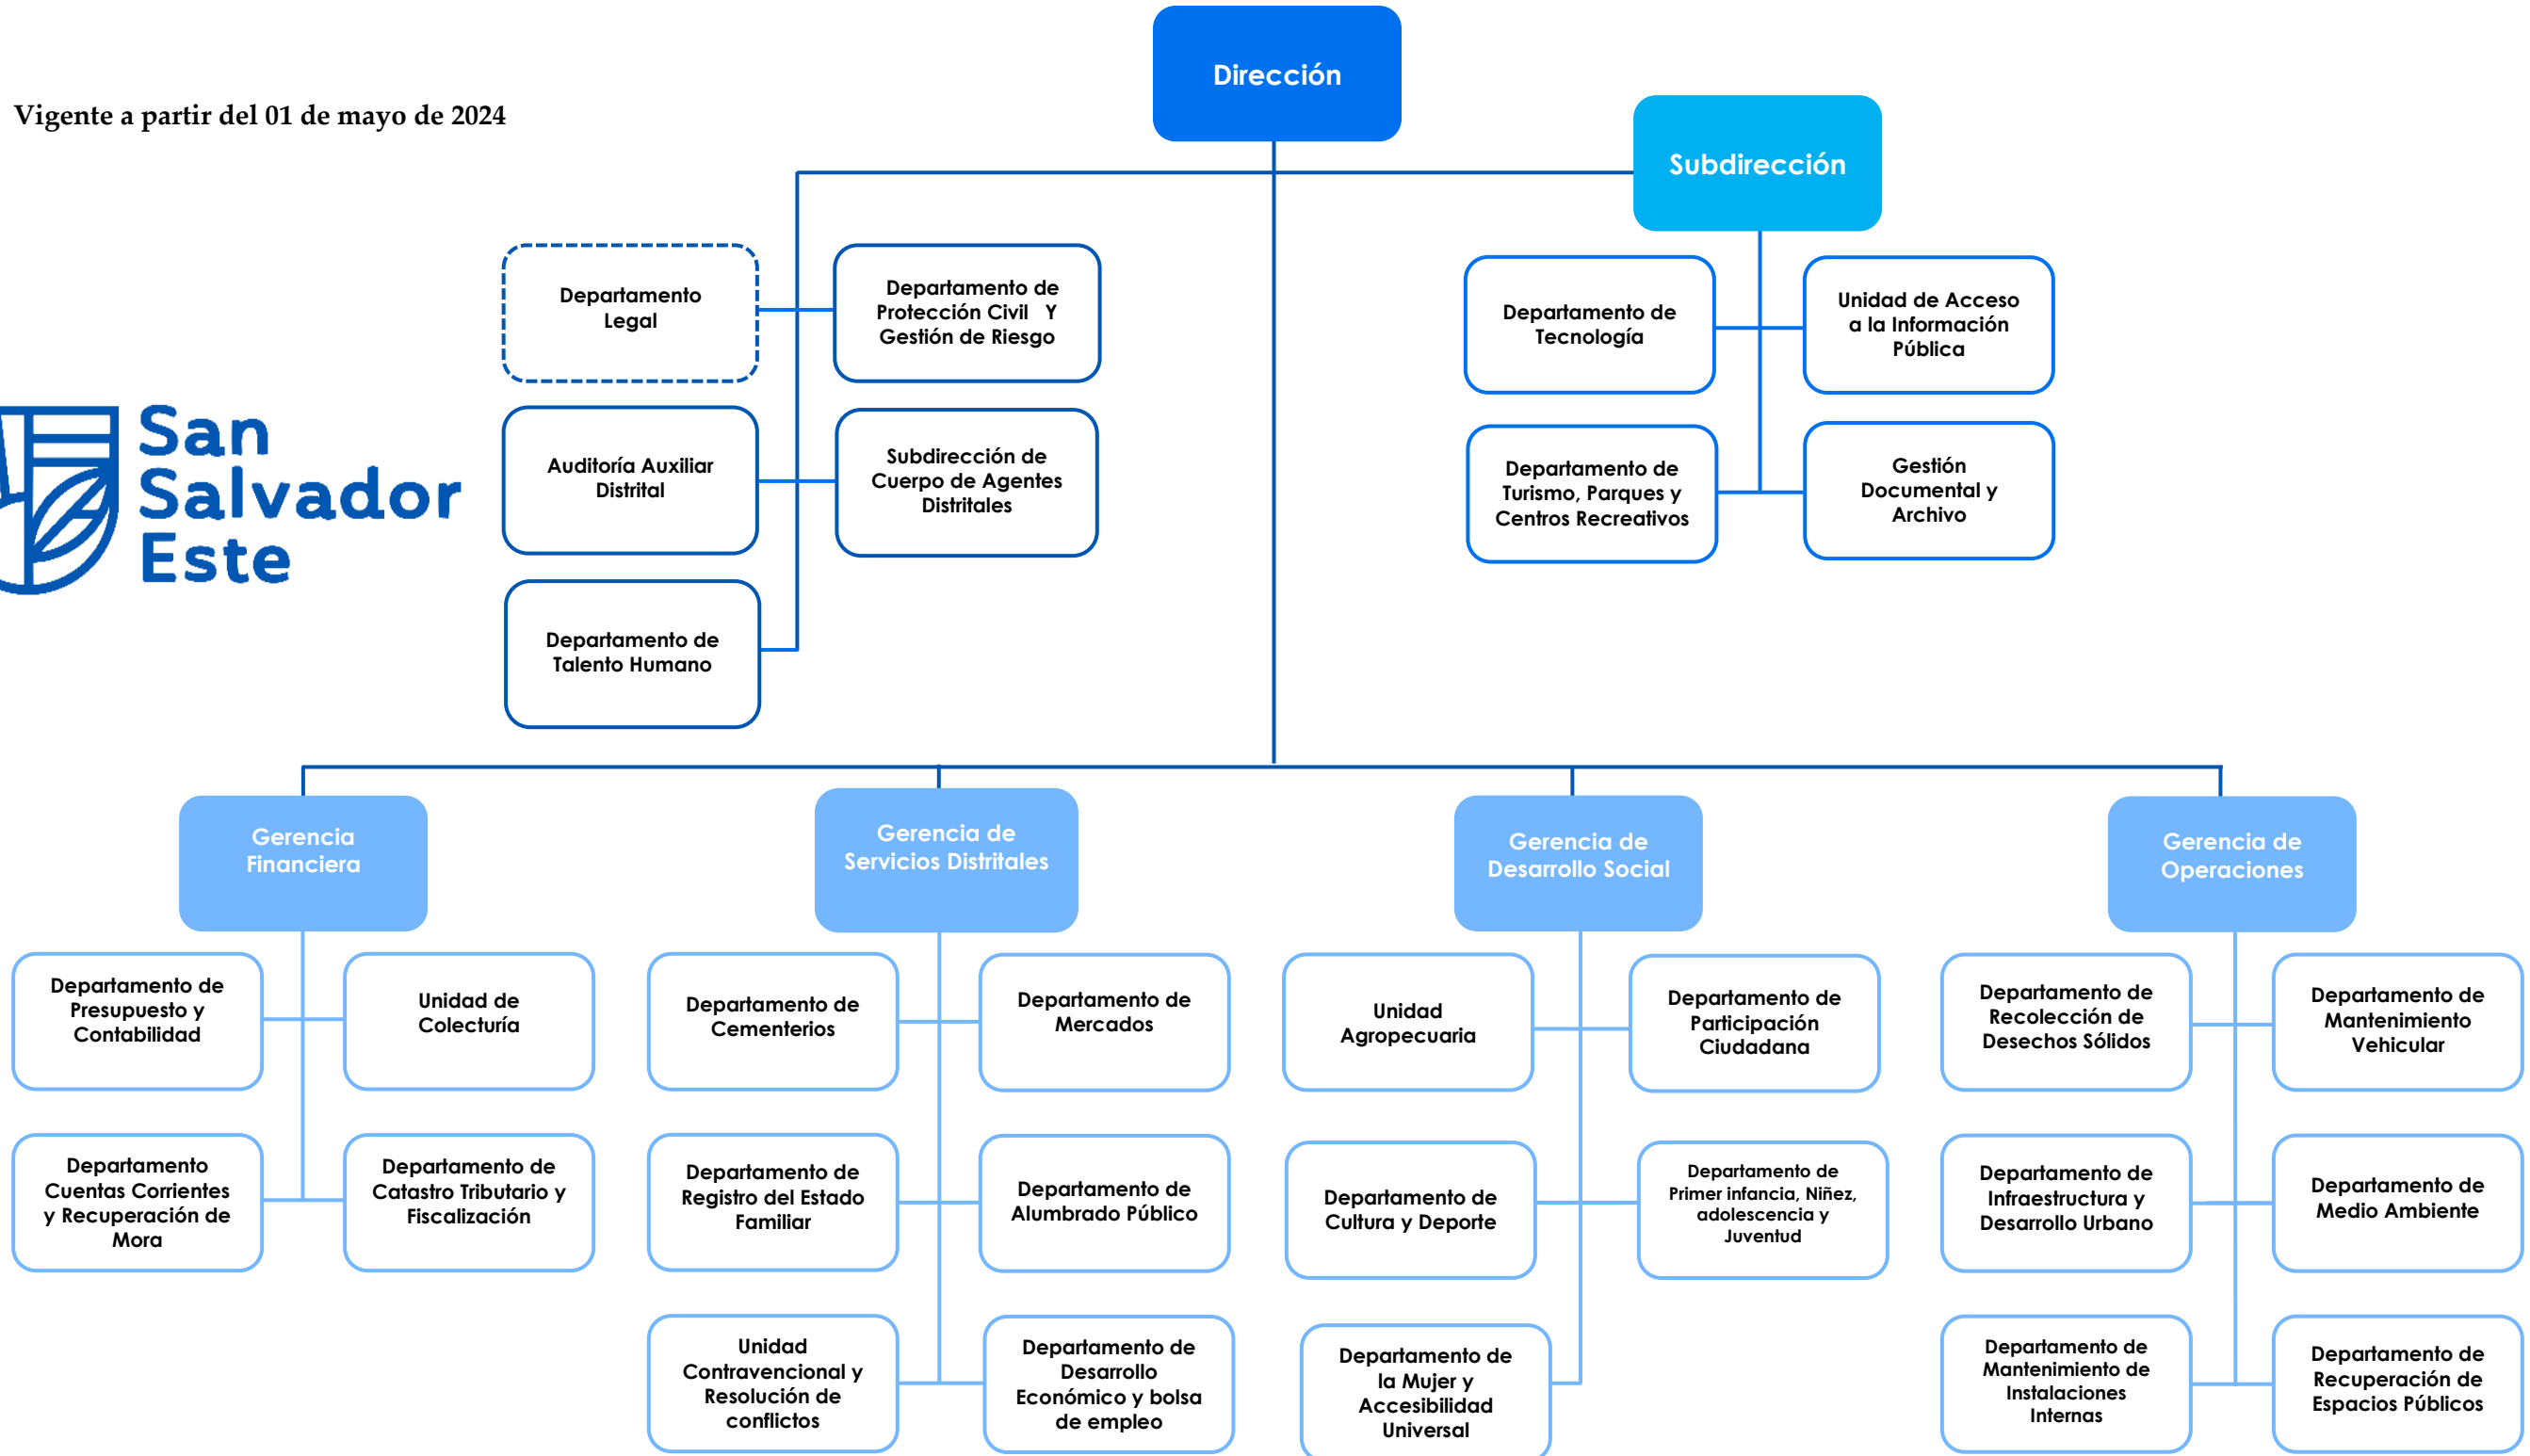 Dirección
Vigente a partir del 01 de mayo de 2024
Subdirección
Departamento
Legal
Departamento de
Protección Civil Y
Gestión de Riesgo
Departamento de
Tecnología
Unidad de Acceso
a la Información
Pública
San
Salvador
Este
Auditoría Auxiliar
Distrital
Subdirección de
Cuerpo de Agentes
Distritales
Departamento de
Turismo, Parques y
Centros Recreativos
Gestión
Documental y
Archivo
Departamento de
Talento Humano
Gerencia
Financiera
Gerencia de
Servicios Distritales
Gerencia de
Desarrollo Social
Gerencia de
Operaciones
Departamento de
Presupuesto y
Contabilidad
Unidad de
Colecturía
Departamento de
Cementerios
Departamento de
Mercados
Unidad
Agropecuaria
Departamento de
Participación
Ciudadana
Departamento de
Recolección de
Desechos Sólidos
Departamento de
Mantenimiento
Vehicular
Departamento
Cuentas Corrientes
y Recuperación de
Mora
Departamento de
Catastro Tributario y
Fiscalización
Departamento de
Registro del Estado
Familiar
Departamento de
Alumbrado Público
Departamento de
Cultura y Deporte
Departamento de
Primer infancia, Niñez,
adolescencia y
Juventud
Departamento de
Infraestructura y
Desarrollo Urbano
Departamento de
Medio Ambiente
Unidad
Contravencional y
Resolución de
conflictos
Departamento de
Desarrollo
Económico y bolsa
de empleo
Departamento de
la Mujer y
Accesibilidad
Universal
Departamento de
Mantenimiento de
Instalaciones
Internas
Departamento de
Recuperación de
Espacios Públicos